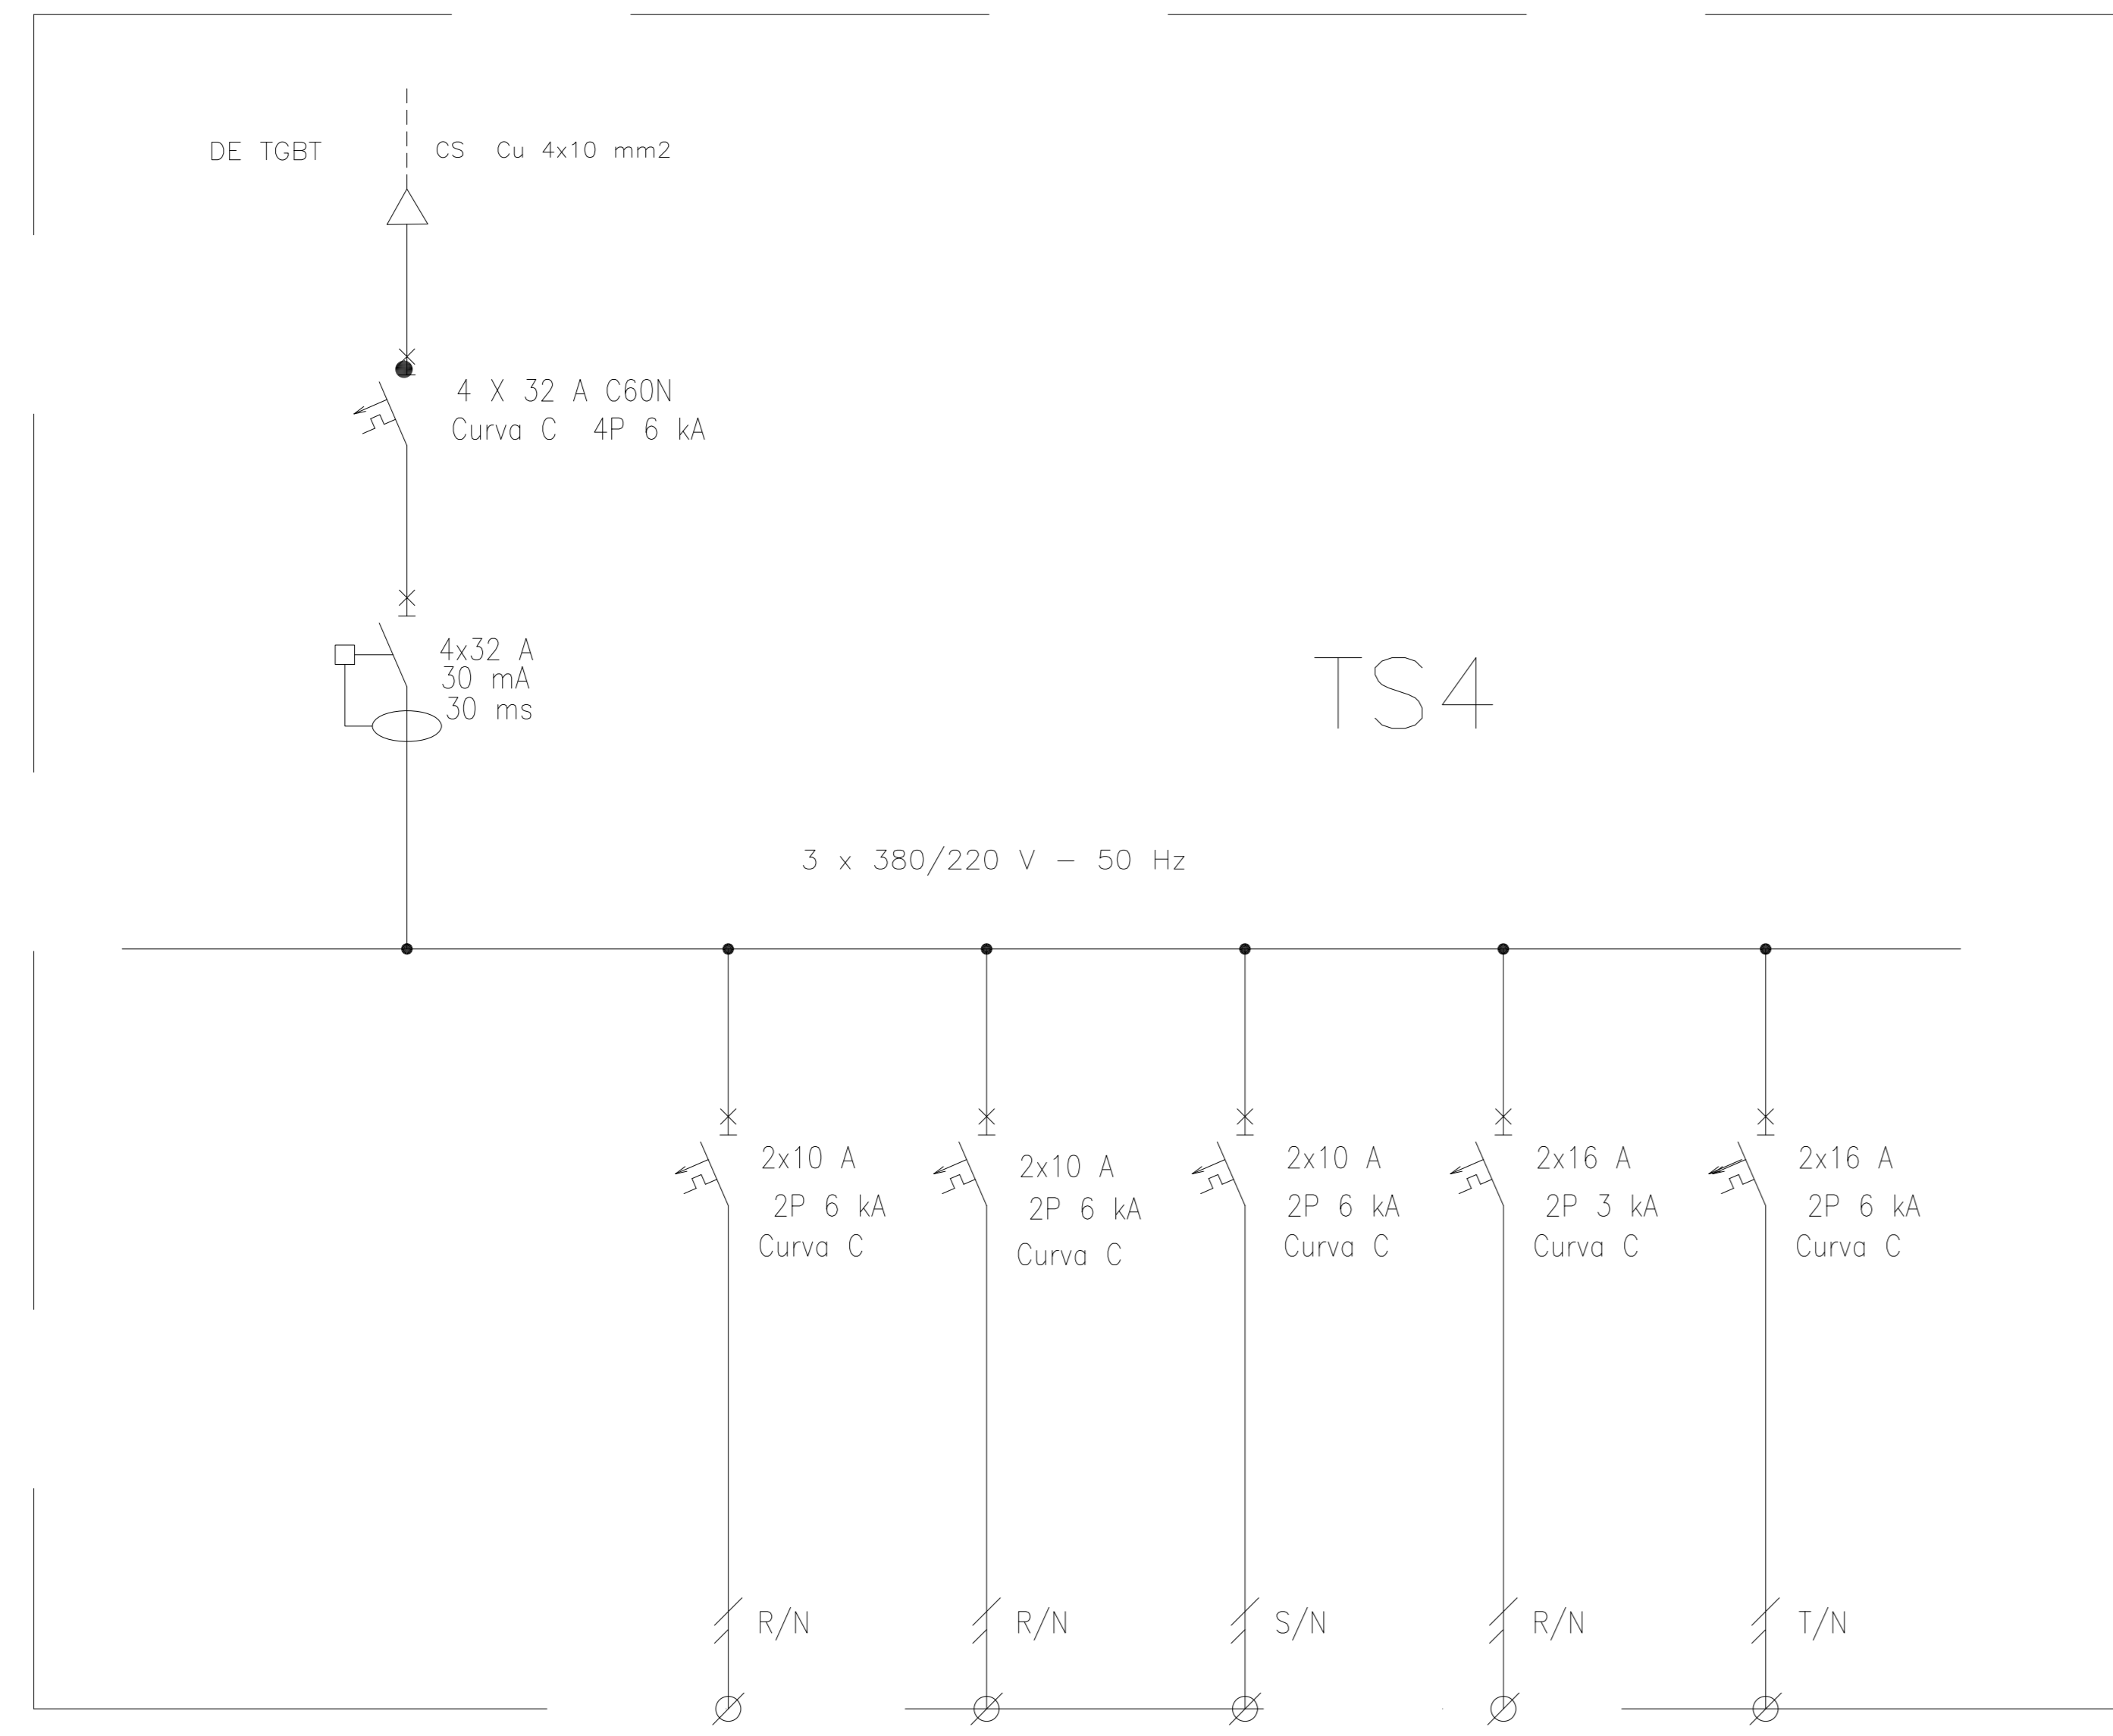 DE TGBT
CS Cu 4x10 mm2
4 X 32 A C60N
Curva C 4P 6 kA
4x32 A
30 mA
30 ms
TS4
3 x 380/220 V - 50 Hz
2x10 A
2P 6 kA
Curva C
2x10 A
2P 6 kA
Curva C
2x10 A
2P 6 kA
Curva C
2x16 A
2P 3 kA
Curva C
2x16 A
2P 6 kA
Curva C
R/N
R/N
S/N
R/N
T/N